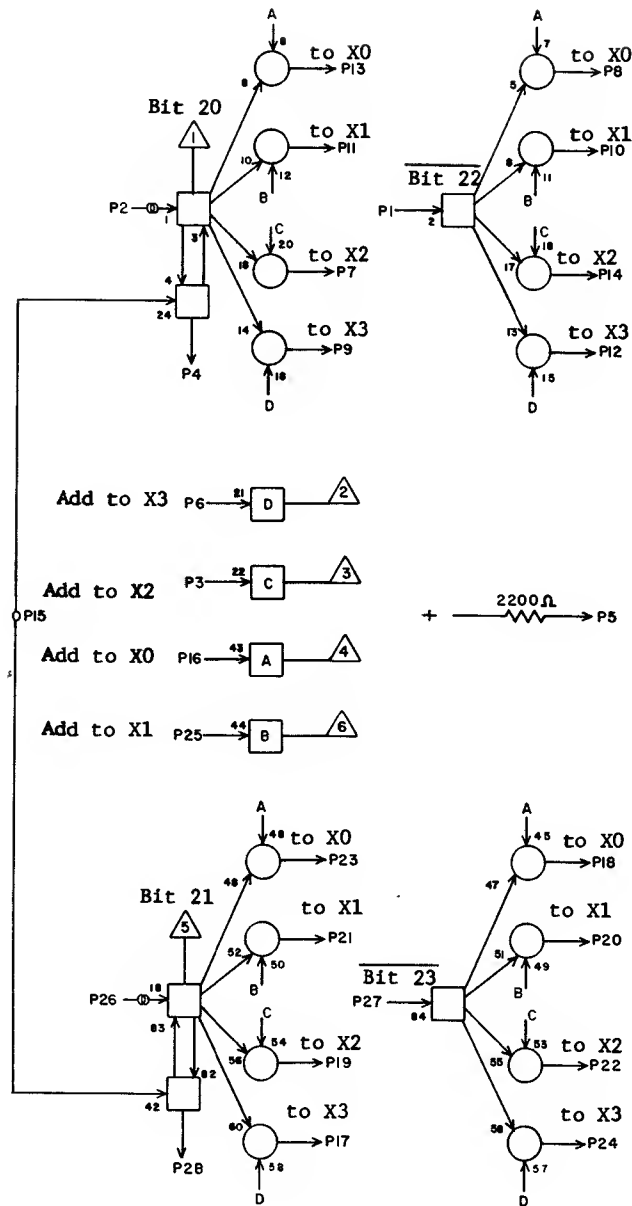 A
A
6
to X0
7
to X0
P13
P8
8
5
Bit 20
to X1
to X1
1
P11
P10
10
12
8
11
Bit 22
B
B
P2
P1
1
2
3
C
20
to X2
C
18
to X2
4
18
P7
17
P14
24
14
to X3
13
to X3
P9
P12
P4
16
15
D
D
Add to X3
P6
21
D
2
Add to X2
P3
22
C
3
P15
+
2200Ω
P5
Add to X0
P16
43
A
4
Add to X1
P25
44
B
6
A
A
48
to X0
45
to X0
P23
P18
46
47
Bit 21
to X1
to X1
5
P21
P20
52
50
51
49
Bit 23
B
B
P26
18
P27
84
83
C
54
to X2
C
53
to X2
82
56
P19
55
P22
42
to X3
to X3
60
P17
56
P24
P28
58
57
D
D